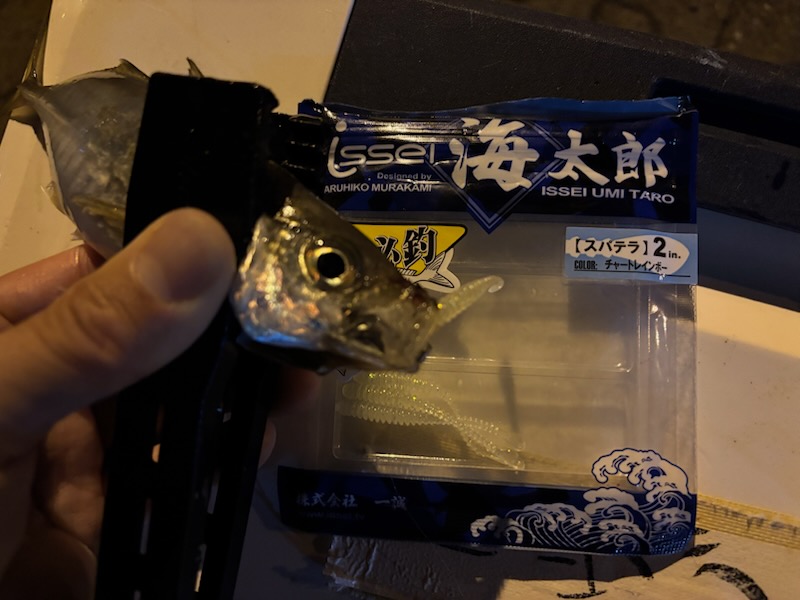 issei 海太郎
Designed by
ARUHIKO MURAKAMI
ISSEI UMI TARO
釣
【スバテラ】2in.
COLOR: チャートレインボー
株式会社 一誠